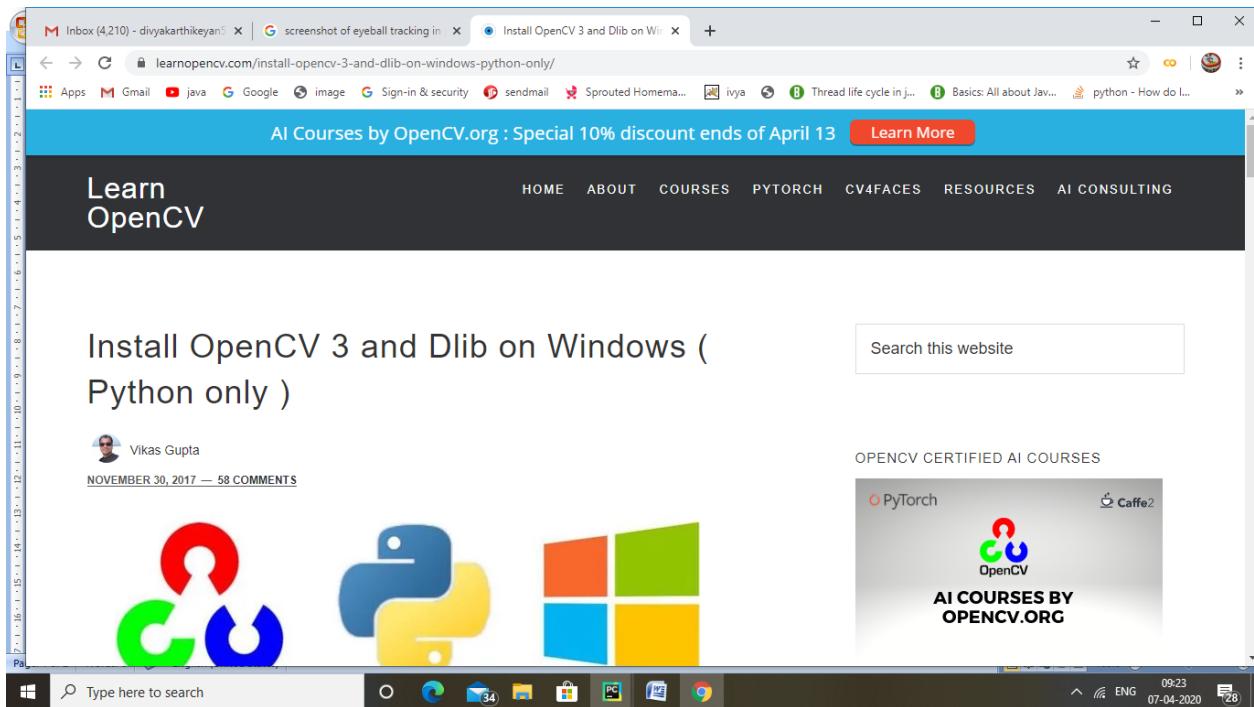 Inbox (4,210) - divyakarthikeyan5
screenshot of eyeball tracking in
Install OpenCV 3 and Dlib on Win
learnopencv.com/install-opencv-3-and-dlib-on-windows-python-only/
Apps Gmail java Google image Sign-in & security sendmail Sprouted Homema... ivya Thread life cycle in j... Basics: All about Jav... python - How do I... »
AI Courses by OpenCV.org : Special 10% discount ends of April 13 Learn More
Learn
OpenCV
HOME ABOUT COURSES PYTORCH CV4FACES RESOURCES AI CONSULTING
Install OpenCV 3 and Dlib on Windows (
Python only )
Vikas Gupta
NOVEMBER 30, 2017 — 58 COMMENTS
Search this website
OPENCV CERTIFIED AI COURSES
PyTorch Caffe2
OpenCV
AI COURSES BY
OPENCV.ORG
Type here to search
34
PC
ENG
09:23
07-04-2020
28